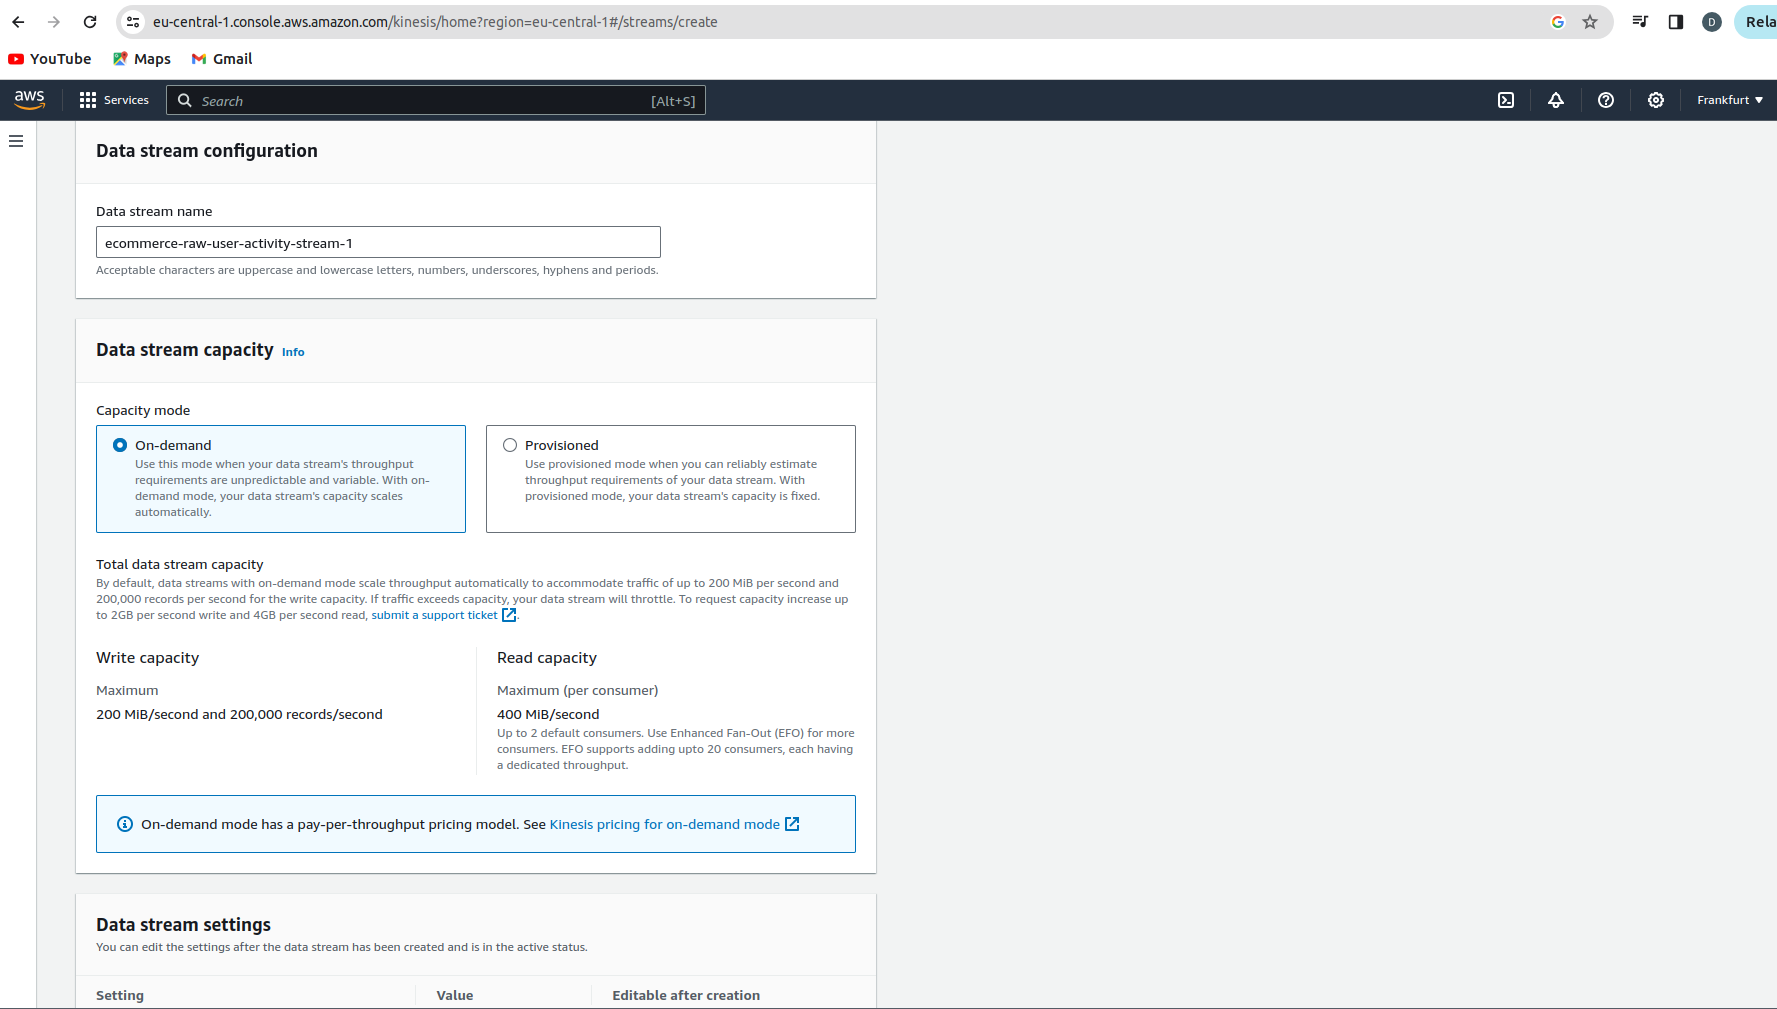 eu-central-1.console.aws.amazon.com/kinesis/home?region=eu-central-1#/streams/create
D
Rela
YouTube
Maps
Gmail
aws
Services
Search
[Alt+S]
Frankfurt
Data stream configuration
Data stream name
ecommerce-raw-user-activity-stream-1
Acceptable characters are uppercase and lowercase letters, numbers, underscores, hyphens and periods.
Data stream capacity Info
Capacity mode
On-demand
Use this mode when your data stream's throughput
requirements are unpredictable and variable. With on-
demand mode, your data stream's capacity scales
automatically.
Provisioned
Use provisioned mode when you can reliably estimate
throughput requirements of your data stream. With
provisioned mode, your data stream's capacity is fixed.
Total data stream capacity
By default, data streams with on-demand mode scale throughput automatically to accommodate traffic of up to 200 MiB per second and
200,000 records per second for the write capacity. If traffic exceeds capacity, your data stream will throttle. To request capacity increase up
to 2GB per second write and 4GB per second read, submit a support ticket.
Write capacity
Maximum
200 MiB/second and 200,000 records/second
Read capacity
Maximum (per consumer)
400 MiB/second
Up to 2 default consumers. Use Enhanced Fan-Out (EFO) for more
consumers. EFO supports adding upto 20 consumers, each having
a dedicated throughput.
On-demand mode has a pay-per-throughput pricing model. See Kinesis pricing for on-demand mode
Data stream settings
You can edit the settings after the data stream has been created and is in the active status.
Setting
Value
Editable after creation